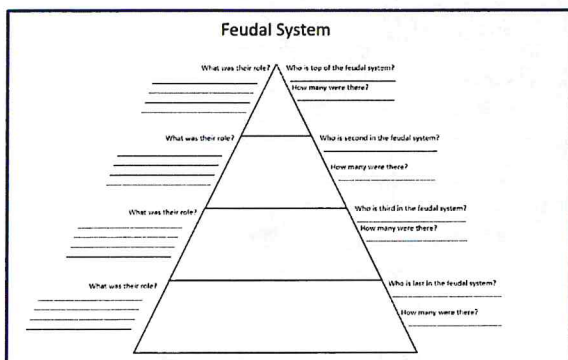 Feudal System
What was their role?
Who is top of the feudal system?
How many were there?
What was their role?
Who is second in the feudal system?
How many were there?
What was their role?
Who is third in the feudal system?
How many were there?
What was their role?
Who is last in the feudal system?
How many were there?